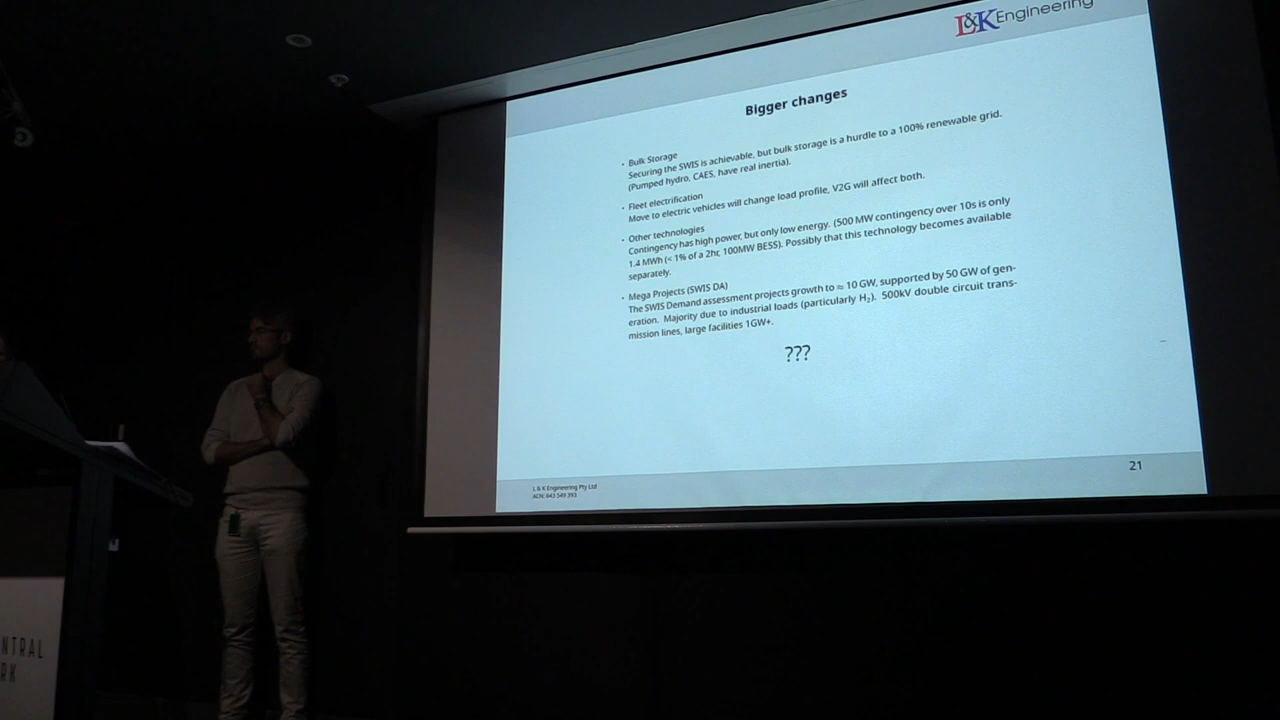 L&K Engineering
Bigger changes
• Bulk Storage
Securing the SWIS is achievable, but bulk storage is a hurdle to a 100% renewable grid.
(Pumped hydro, CAES, have real inertia).
• Fleet electrification
Move to electric vehicles will change load profile, V2G will affect both.
• Other technologies
Contingency has high power, but only low energy. (500 MW contingency over 10s is only
1.4 MWh (< 1% of a 2hr, 100MW BESS). Possibly that this technology becomes available
separately.
• Mega Projects (SWIS DA)
The SWIS Demand assessment projects growth to ≈ 10 GW, supported by 50 GW of gen-
eration. Majority due to industrial loads (particularly H₂). 500kV double circuit trans-
mission lines, large facilities 1GW+.
???
L & K Engineering Pty Ltd
ACN: 643 549 393
21
NTRAL
RK